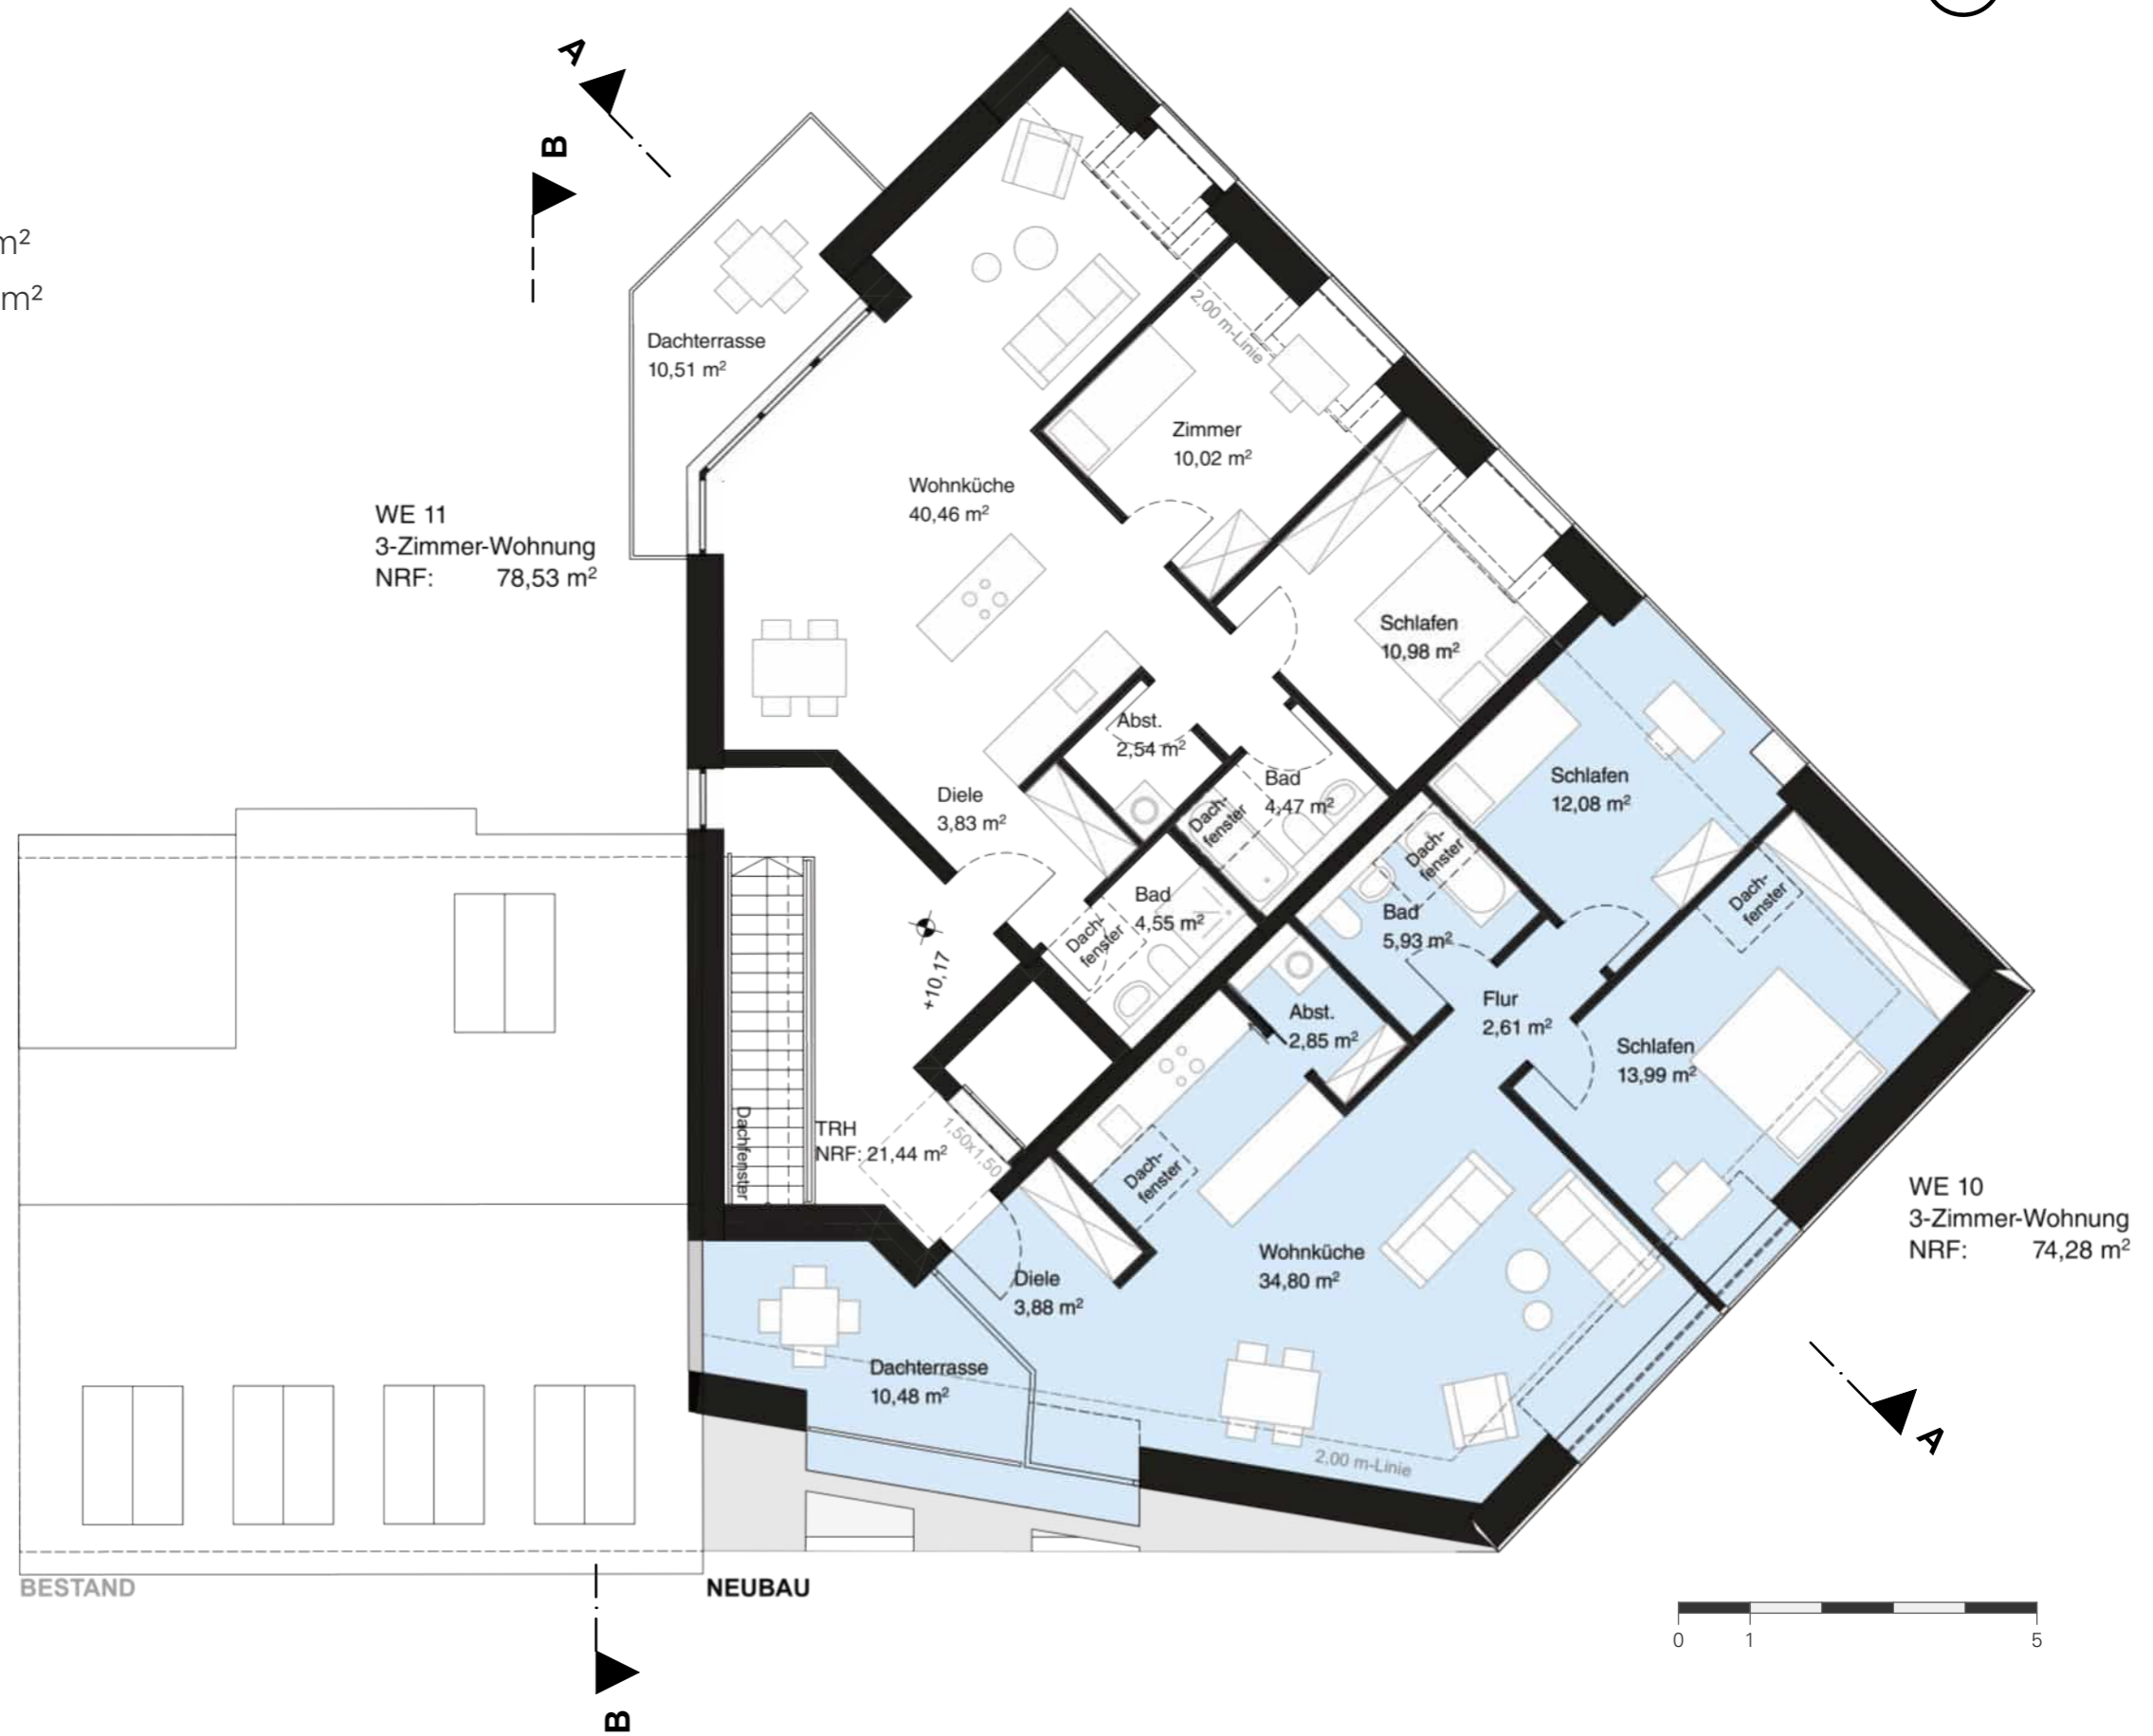 A
B
m²
m²
Dachterrasse
10,51 m²
2,00 m-Linie
Zimmer
10,02 m²
Wohnküche
40,46 m²
WE 11
3-Zimmer-Wohnung
NRF: 78,53 m²
Schlafen
10,98 m²
Abst.
2,54 m²
Bad
4,47 m²
Dach-
fenster
Schlafen
12,08 m²
Diele
3,83 m²
Dach-
fenster
Bad
4,55 m²
Dach-
fenster
Bad
5,93 m²
Dach-
fenster
+10,17
Abst.
2,85 m²
Flur
2,61 m²
Schlafen
13,99 m²
Dachfenster
TRH
NRF: 21,44 m²
1,50x1,50
Dach-
fenster
WE 10
3-Zimmer-Wohnung
NRF: 74,28 m²
Wohnküche
34,80 m²
Diele
3,88 m²
Dachterrasse
10,48 m²
2,00 m-Linie
A
BESTAND
NEUBAU
0 1 5
B